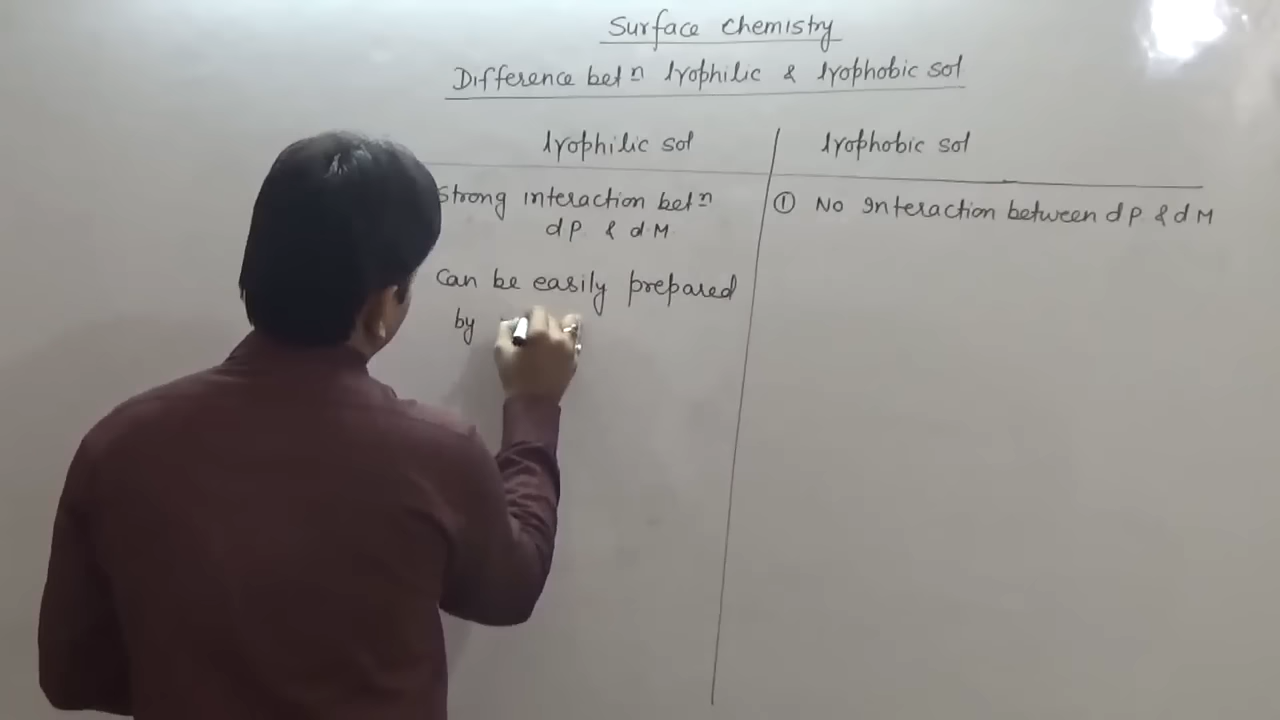 Surface chemistry
Difference betn lyophilic & lyophobic sol
lyophilic sol
lyophobic sol
Strong interaction betn
dP & dM
① No Interaction between dP & dM
Can be easily prepared
by